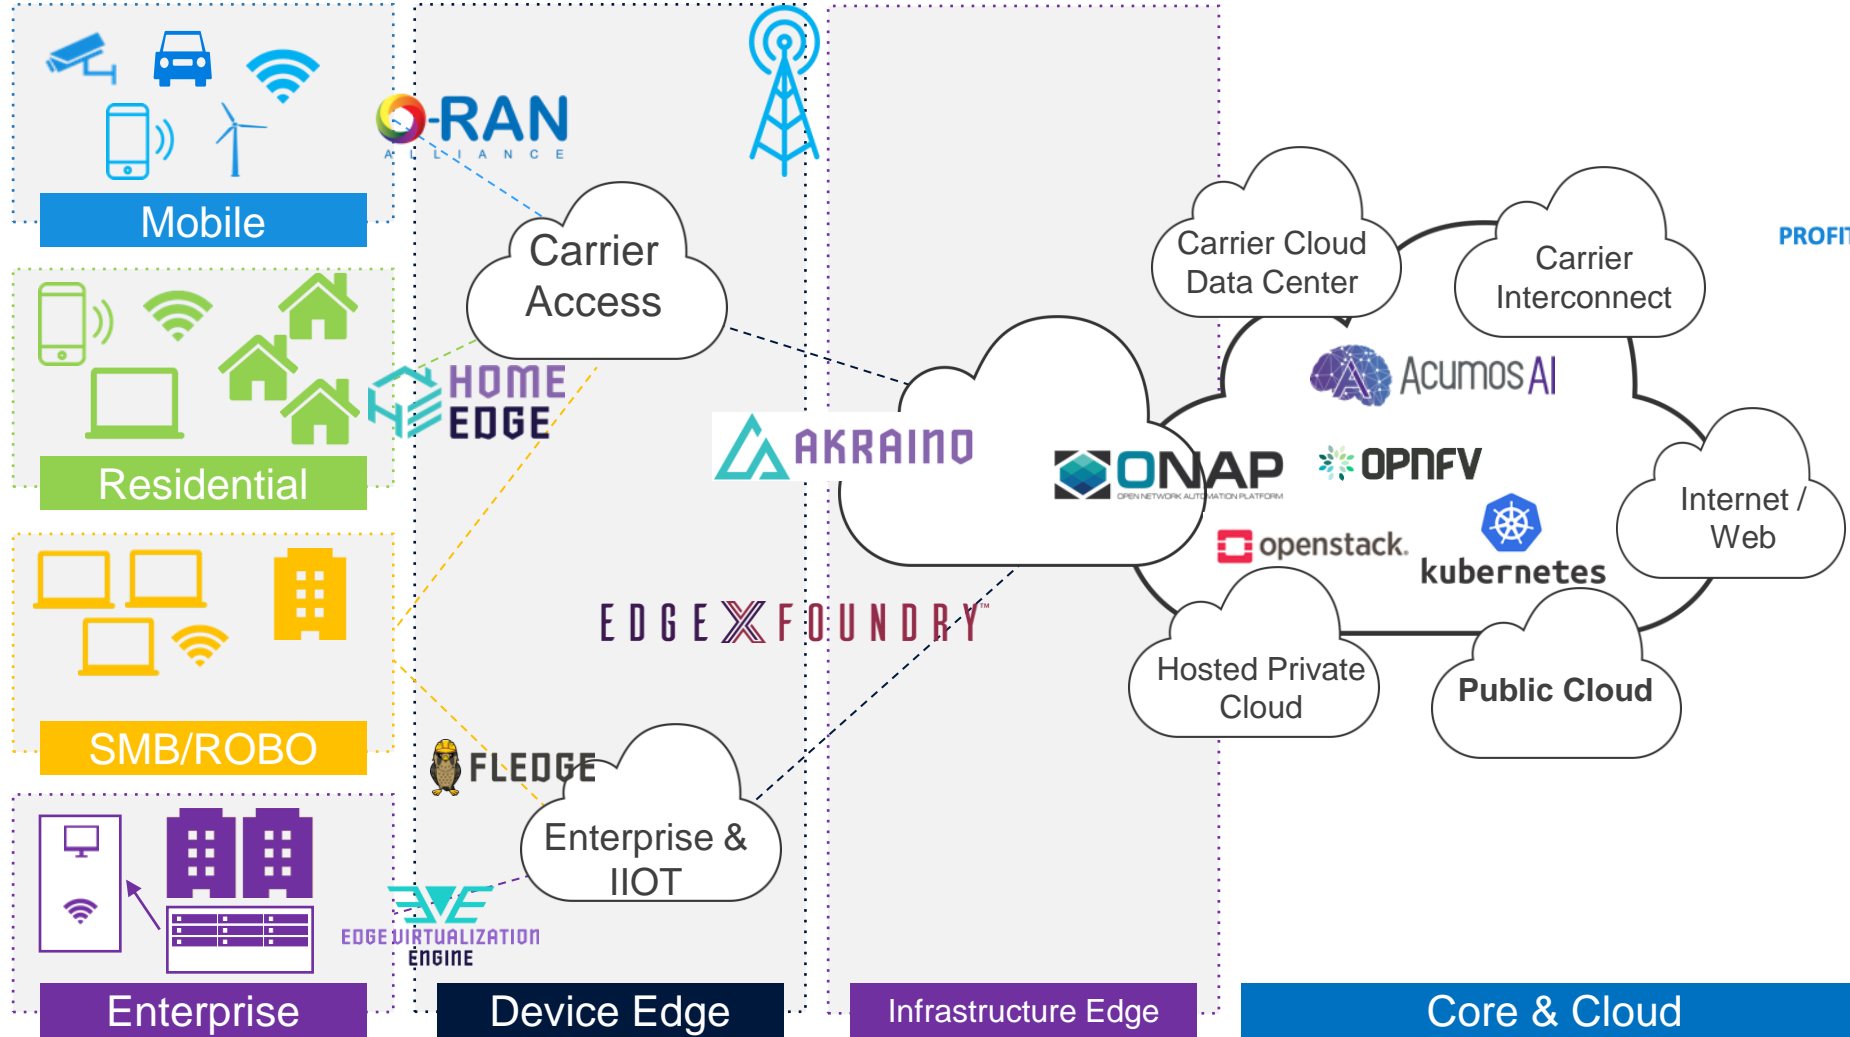 Mobile
Residential
SMB/ROBO
Enterprise
O-RAN
ALLIANCE
Carrier
Access
HOME
EDGE
AKRAINO
EDGE X FOUNDRY™
FLEDGE
Enterprise &
IIOT
EDGE VIRTUALIZATION
ENGINE
Device Edge
Infrastructure Edge
Carrier Cloud
Data Center
Carrier
Interconnect
PROFIT
Acumos AI
ONAP
OPEN NETWORK AUTOMATION PLATFORM
OPNFV
openstack.
kubernetes
Internet /
Web
Hosted Private
Cloud
Public Cloud
Core & Cloud